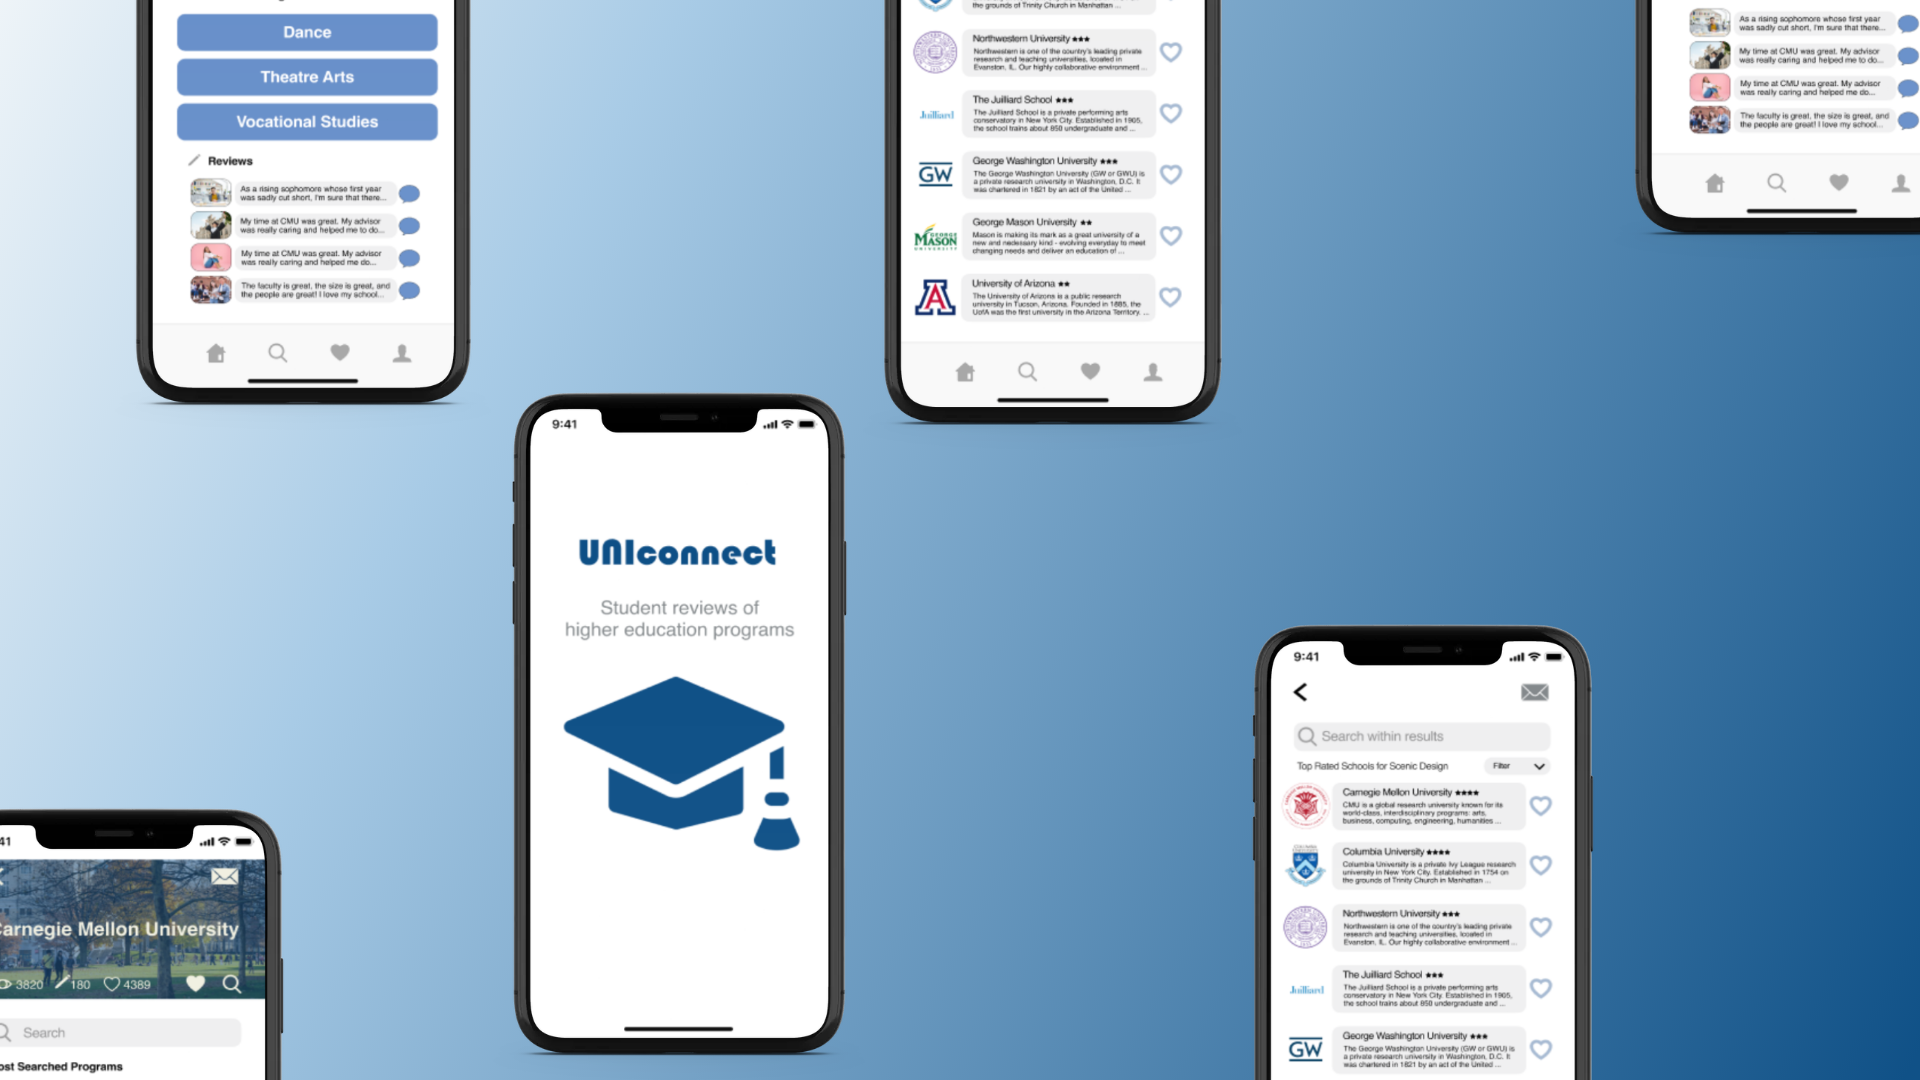 Dance
Theatre Arts
Vocational Studies
Reviews
As a rising sophomore whose first year
was sadly cut short, I'm sure that there...
My time at CMU was great. My advisor
was really caring and helped me to do...
My time at CMU was great. My advisor
was really caring and helped me do...
The faculty is great, the size is great, and
the people are great! I love my school...
the grounds of Trinity Church in Manhattan ...
Northwestern University ★★★
Northwestern is one of the country's leading private
research and teaching universities, located in
Evanston, IL. Our highly collaborative environment ...
Juilliard
The Juilliard School ★★★
The Juilliard School is a private performing arts
conservatory in New York City. Established in 1905,
the school trains about 850 undergraduate and ...
GW
George Washington University ★★★
The George Washington University (GW or GWU) is
a private research university in Washington, D.C. It
was chartered in 1821 by an act of the United ...
GEORGE
MASON
UNIVERSITY
George Mason University ★★
Mason is making its mark as a great university of a
new and nedessary kind - evolving everyday to meet
changing needs and deliver an education of ...
A
University of Arizona ★★
The University of Arizona is a public research
university in Tucson, Arizona. Founded in 1885, the
UofA was the first university in the Arizona Territory. ...
As a rising sophomore whose first year
was sadly cut short, I'm sure that there...
My time at CMU was great. My advisor
was really caring and helped me to do...
My time at CMU was great. My advisor
was really caring and helped me do...
The faculty is great, the size is great, and
the people are great! I love my school...
9:41
UNIconnect
Student reviews of
higher education programs
41
Carnegie Mellon University
3820 180 4389
Search
ost Searched Programs
9:41
Search within results
Top Rated Schools for Scenic Design
Filter
Carnegie Mellon University ★★★★
CMU is a global research university known for its
world-class, interdisciplinary programs: arts,
business, computing, engineering, humanities ...
Columbia University ★★★★
Columbia University is a private Ivy League research
university in New York City. Established in 1754 on
the grounds of Trinity Church in Manhattan ...
Northwestern University ★★★
Northwestern is one of the country's leading private
research and teaching universities, located in
Evanston, IL. Our highly collaborative environment ...
Juilliard
The Juilliard School ★★★
The Juilliard School is a private performing arts
conservatory in New York City. Established in 1905,
the school trains about 850 undergraduate and ...
GW
George Washington University ★★★
The George Washington University (GW or GWU) is
a private research university in Washington, D.C. It
was chartered in 1821 by an act of the United ...